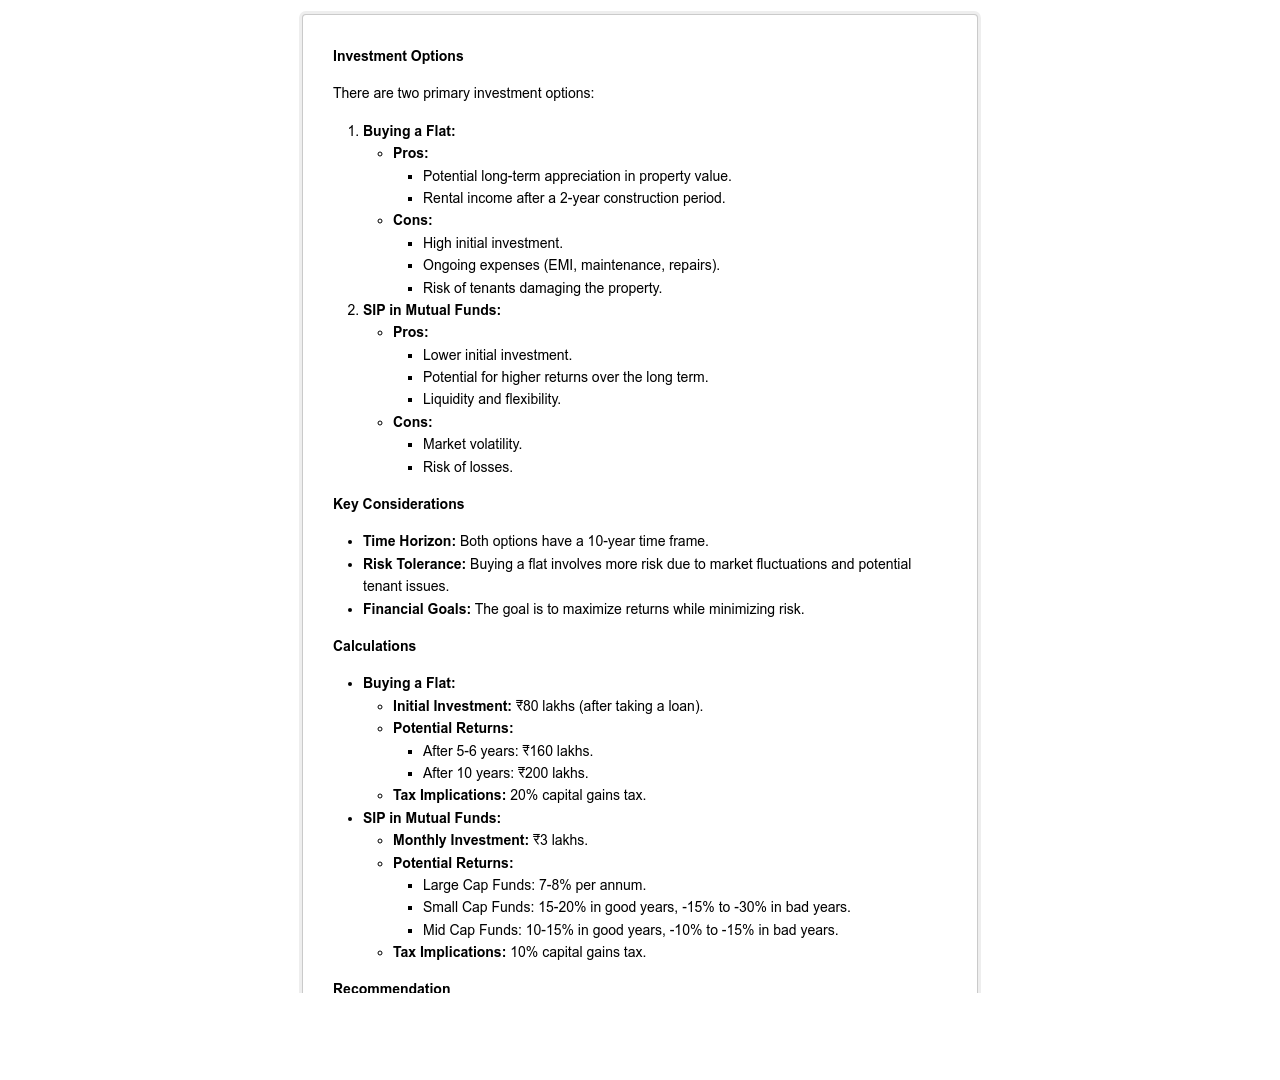 Investment Options
There are two primary investment options:
1. Buying a Flat:
Pros:
Potential long-term appreciation in property value.
Rental income after a 2-year construction period.
Cons:
High initial investment.
Ongoing expenses (EMI, maintenance, repairs).
Risk of tenants damaging the property.
2. SIP in Mutual Funds:
Pros:
Lower initial investment.
Potential for higher returns over the long term.
Liquidity and flexibility.
Cons:
Market volatility.
Risk of losses.
Key Considerations
Time Horizon: Both options have a 10-year time frame.
Risk Tolerance: Buying a flat involves more risk due to market fluctuations and potential
tenant issues.
Financial Goals: The goal is to maximize returns while minimizing risk.
Calculations
Buying a Flat:
Initial Investment: ₹80 lakhs (after taking a loan).
Potential Returns:
After 5-6 years: ₹160 lakhs.
After 10 years: ₹200 lakhs.
Tax Implications: 20% capital gains tax.
SIP in Mutual Funds:
Monthly Investment: ₹3 lakhs.
Potential Returns:
Large Cap Funds: 7-8% per annum.
Small Cap Funds: 15-20% in good years, -15% to -30% in bad years.
Mid Cap Funds: 10-15% in good years, -10% to -15% in bad years.
Tax Implications: 10% capital gains tax.
Recommendation